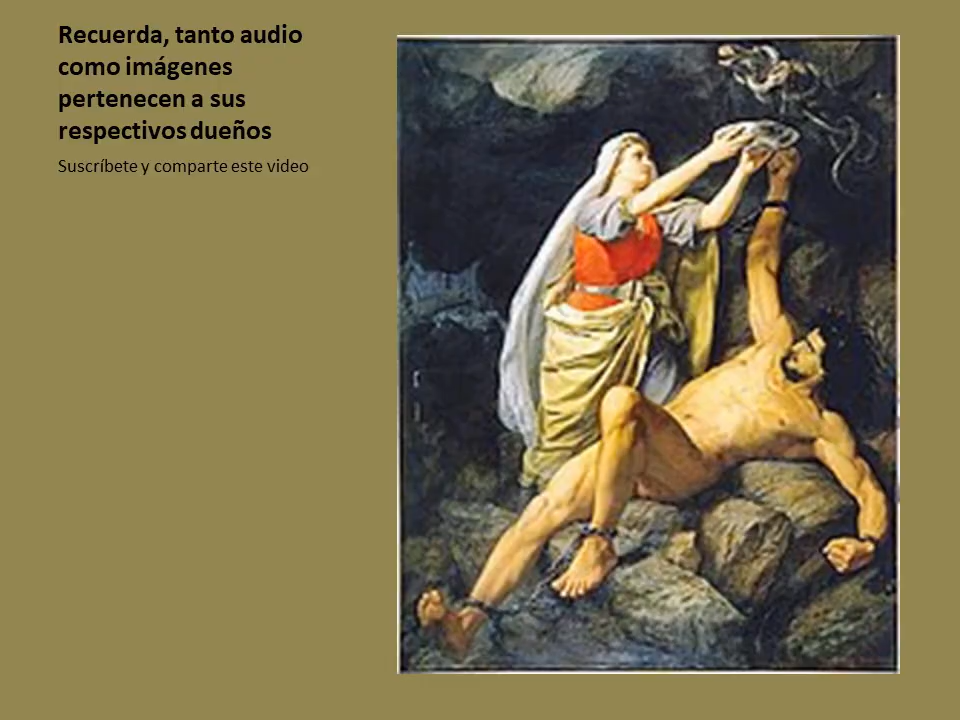 Recuerda, tanto audio
como imágenes
pertenecen a sus
respectivos dueños
Suscríbete y comparte este video